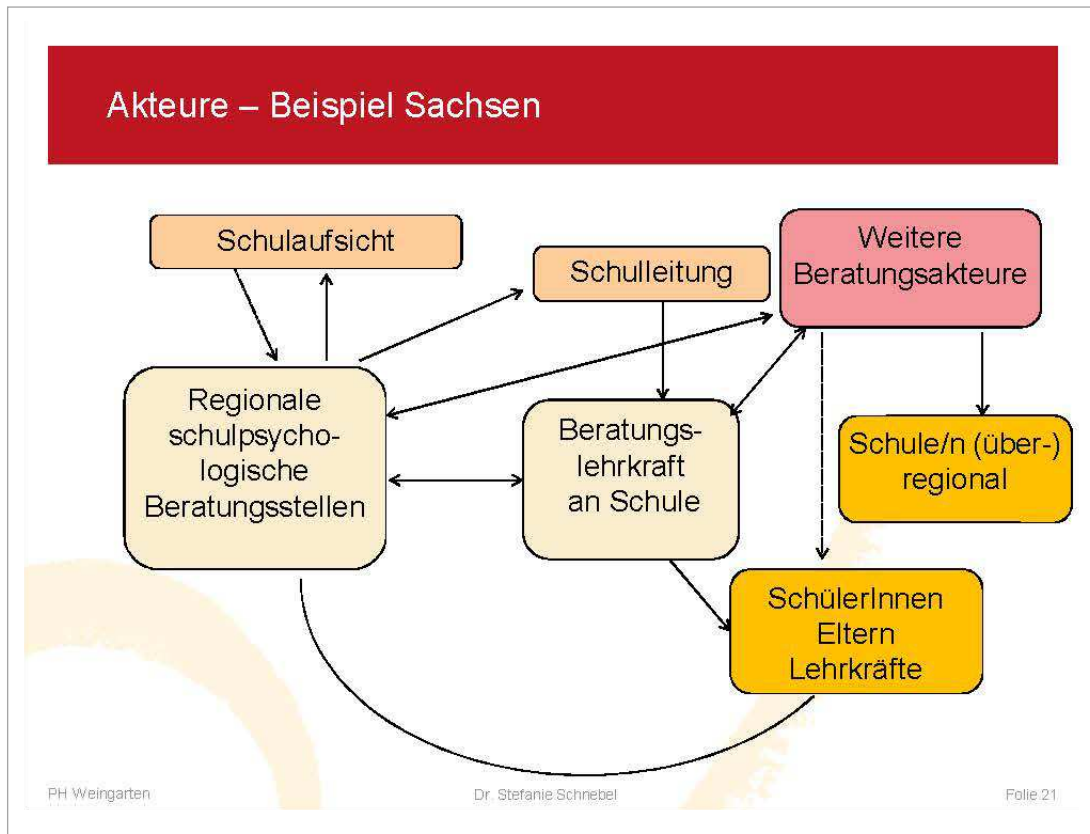 Akteure – Beispiel Sachsen
Schulaufsicht
Schulleitung
Weitere
Beratungsakteure
Regionale
schulpsycho-
logische
Beratungsstellen
Beratungs-
lehrkraft
an Schule
Schule/n (über-)
regional
SchülerInnen
Eltern
Lehrkräfte
PH Weingarten
Dr. Stefanie Schnebel
Folie 21